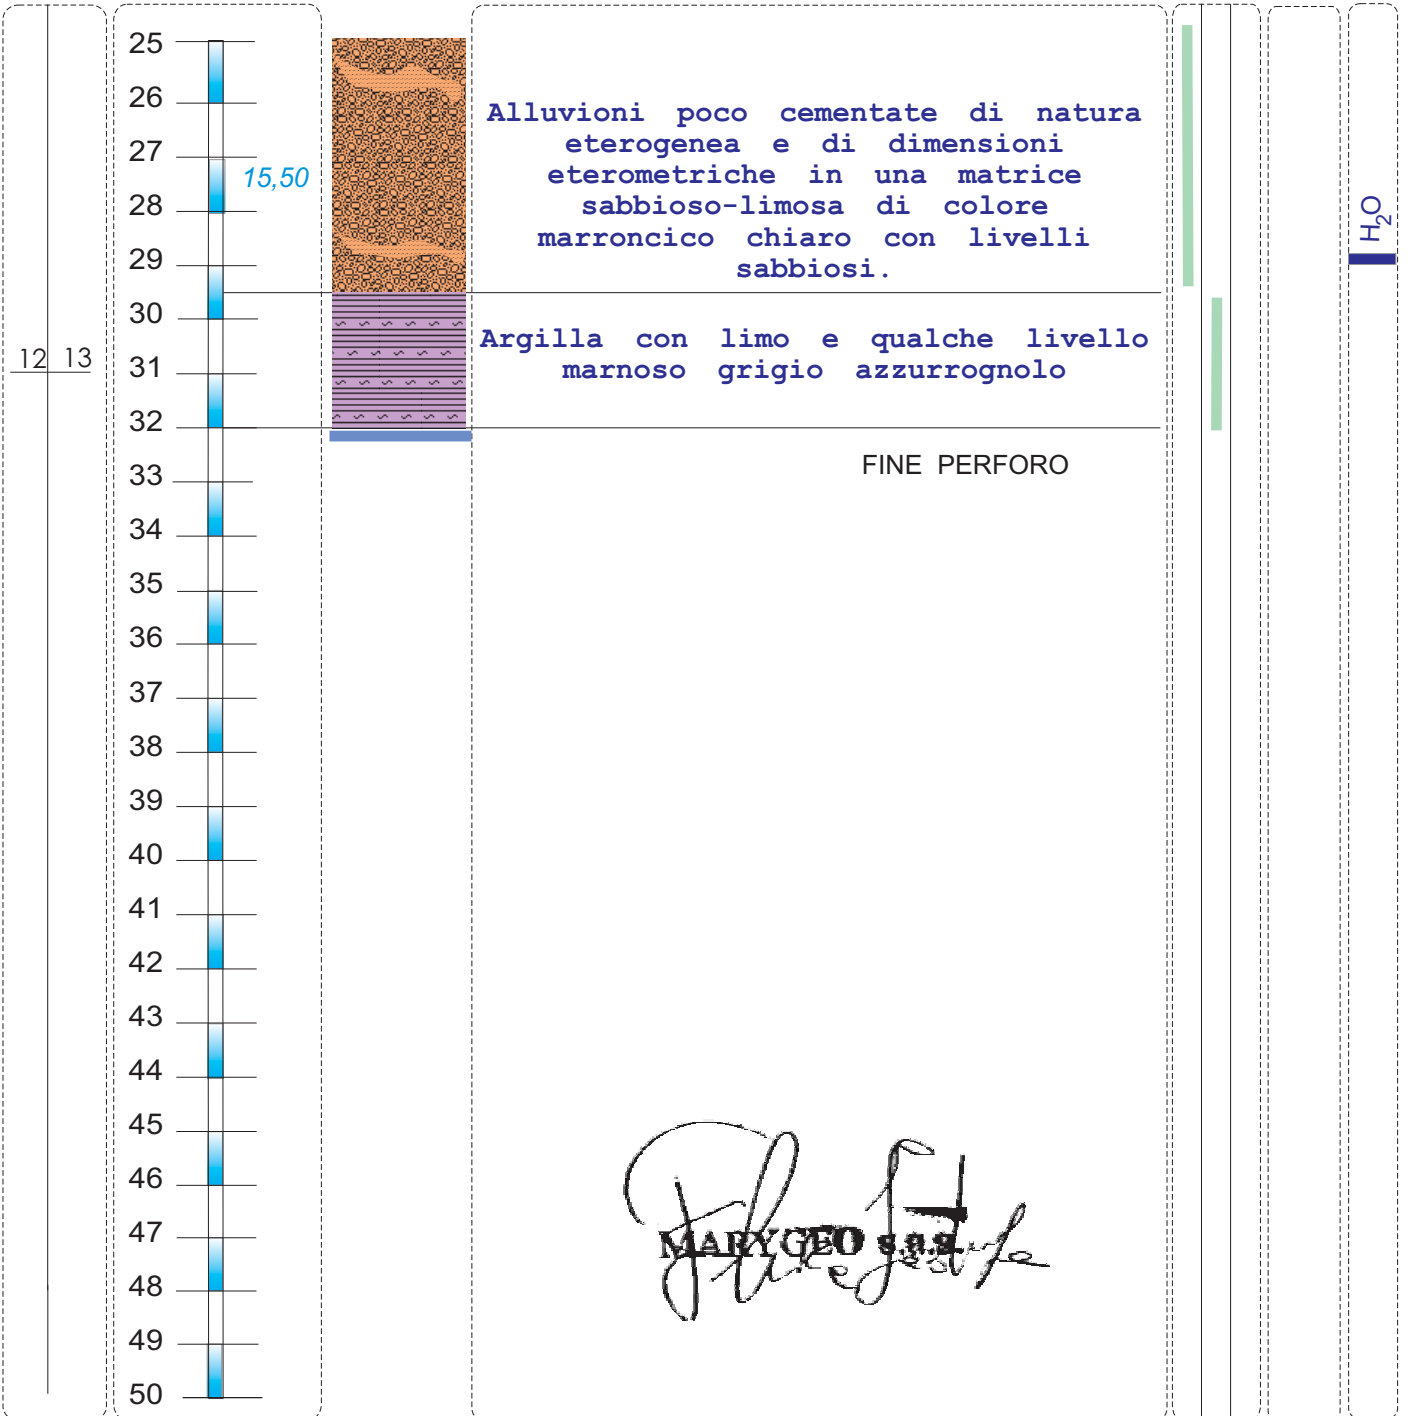 25
26
Alluvioni poco cementate di natura
eterogenea e di dimensioni
27
15,50
eterometriche in una matrice
28
sabbioso-limosa di colore
H2O
marroncico chiaro con livelli
29
sabbiosi.
30
Argilla con limo e qualche livello
12 13
31
marnoso grigio azzurrognolo
32
33
FINE PERFORO
34
35
36
37
38
39
40
41
42
43
44
45
46
47
MARYGEO
48
49
50